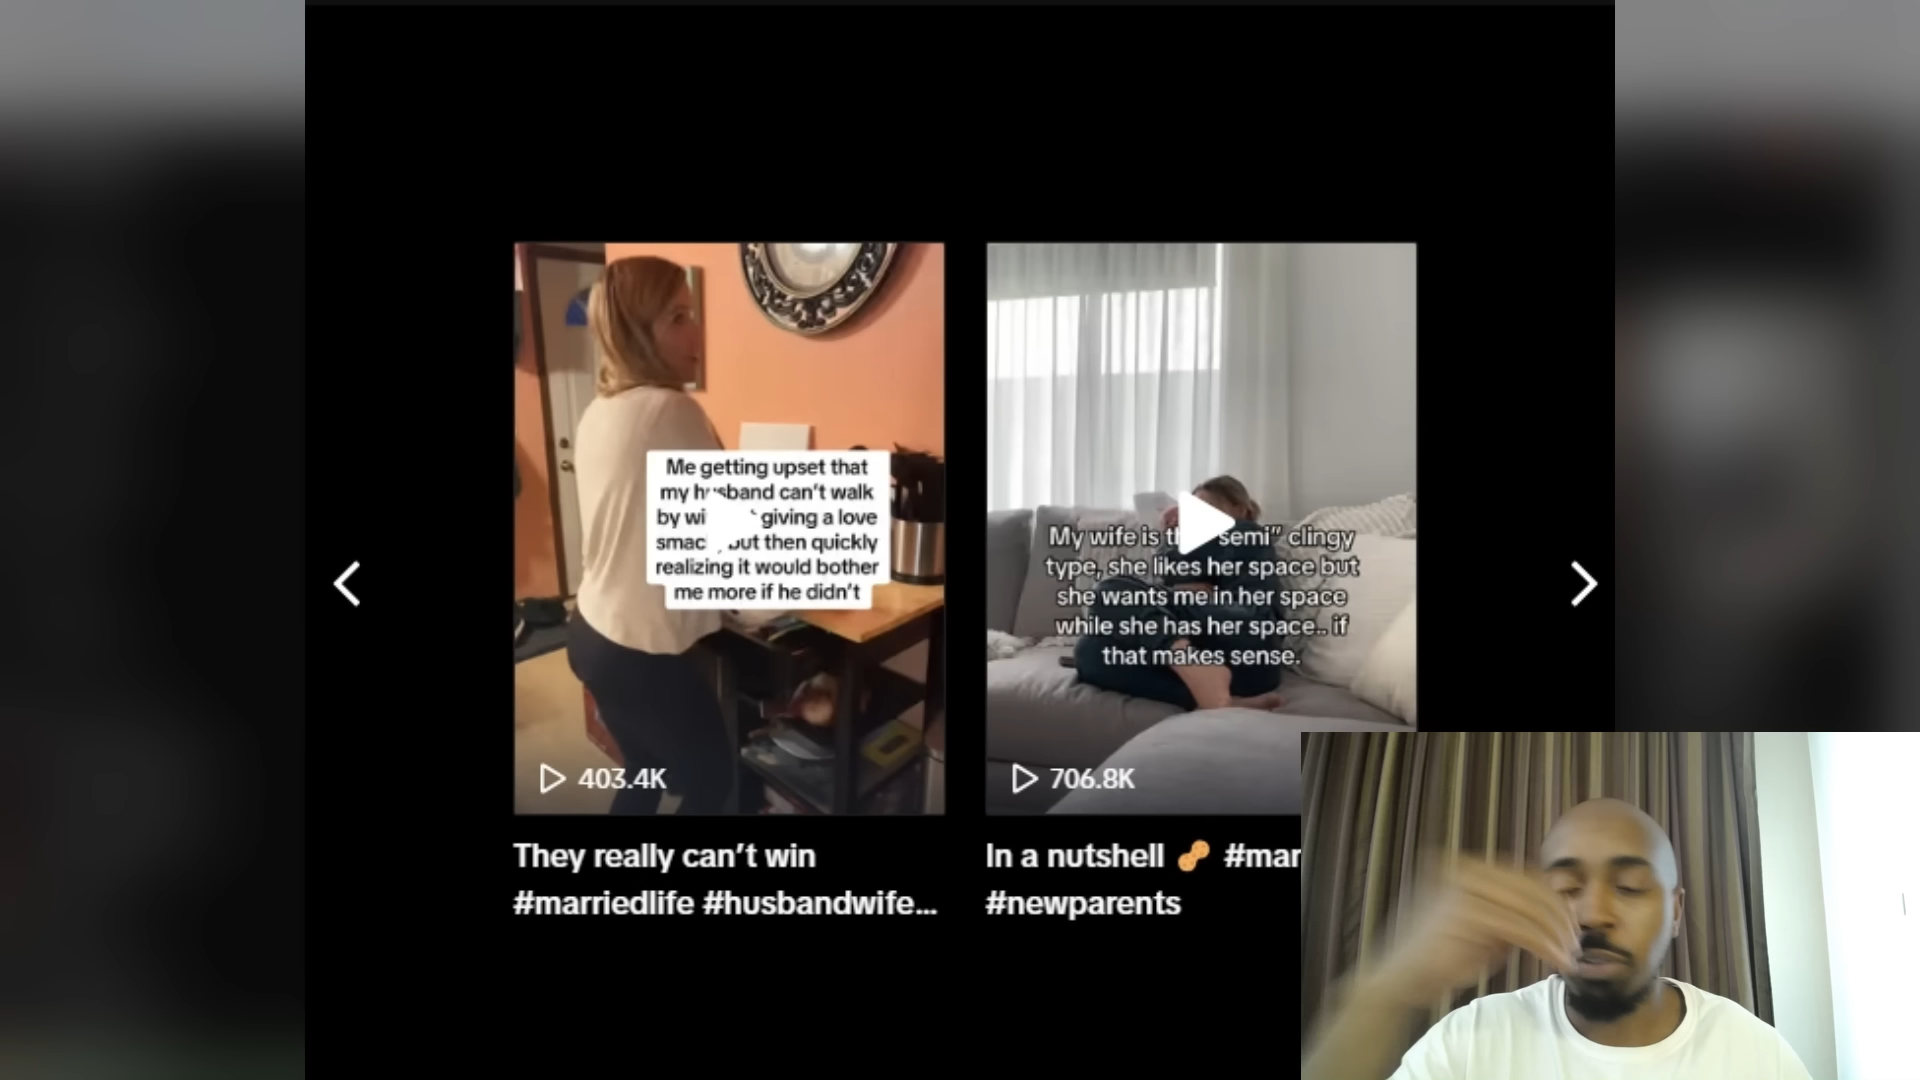 Me getting upset that
my husband can't walk
by giving a love
smac but then quickly
realizing it would bother
me more if he didn't
403.4K
They really can't win
#marriedlife #husbandwife...
My wife is "semi" clingy
type, she likes her space but
she wants me in her space
while she has her space.. if
that makes sense.
706.8K
In a nutshell 🥜 #mar
#newparents